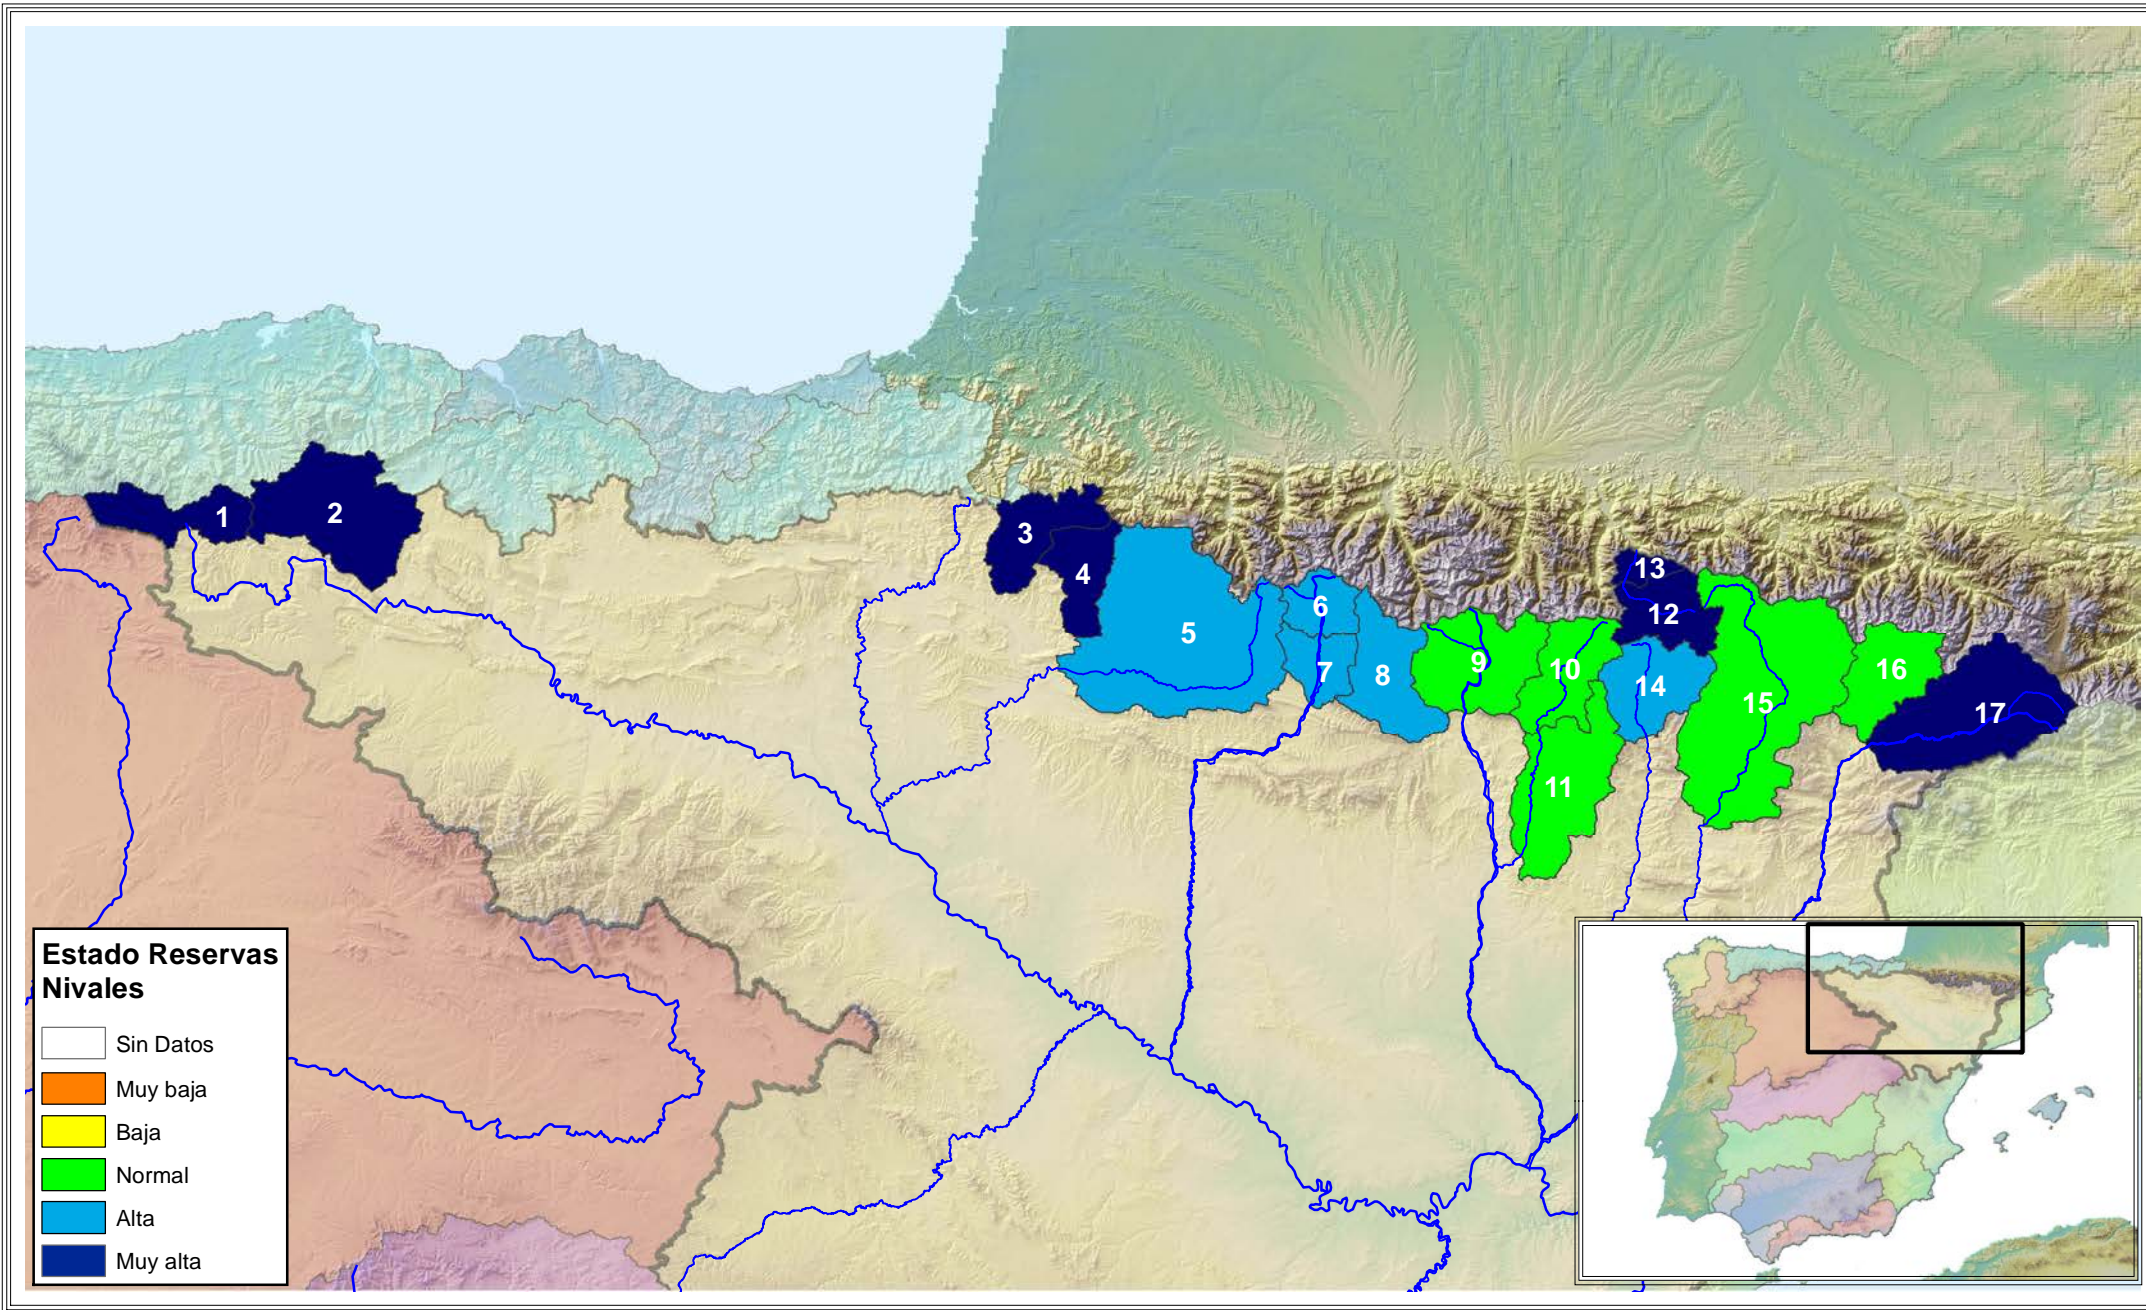 1
2
3
4
5
6
7
8
9
10
11
12
13
14
15
16
17
Estado Reservas
Nivales
Sin Datos
Muy baja
Baja
Normal
Alta
Muy alta